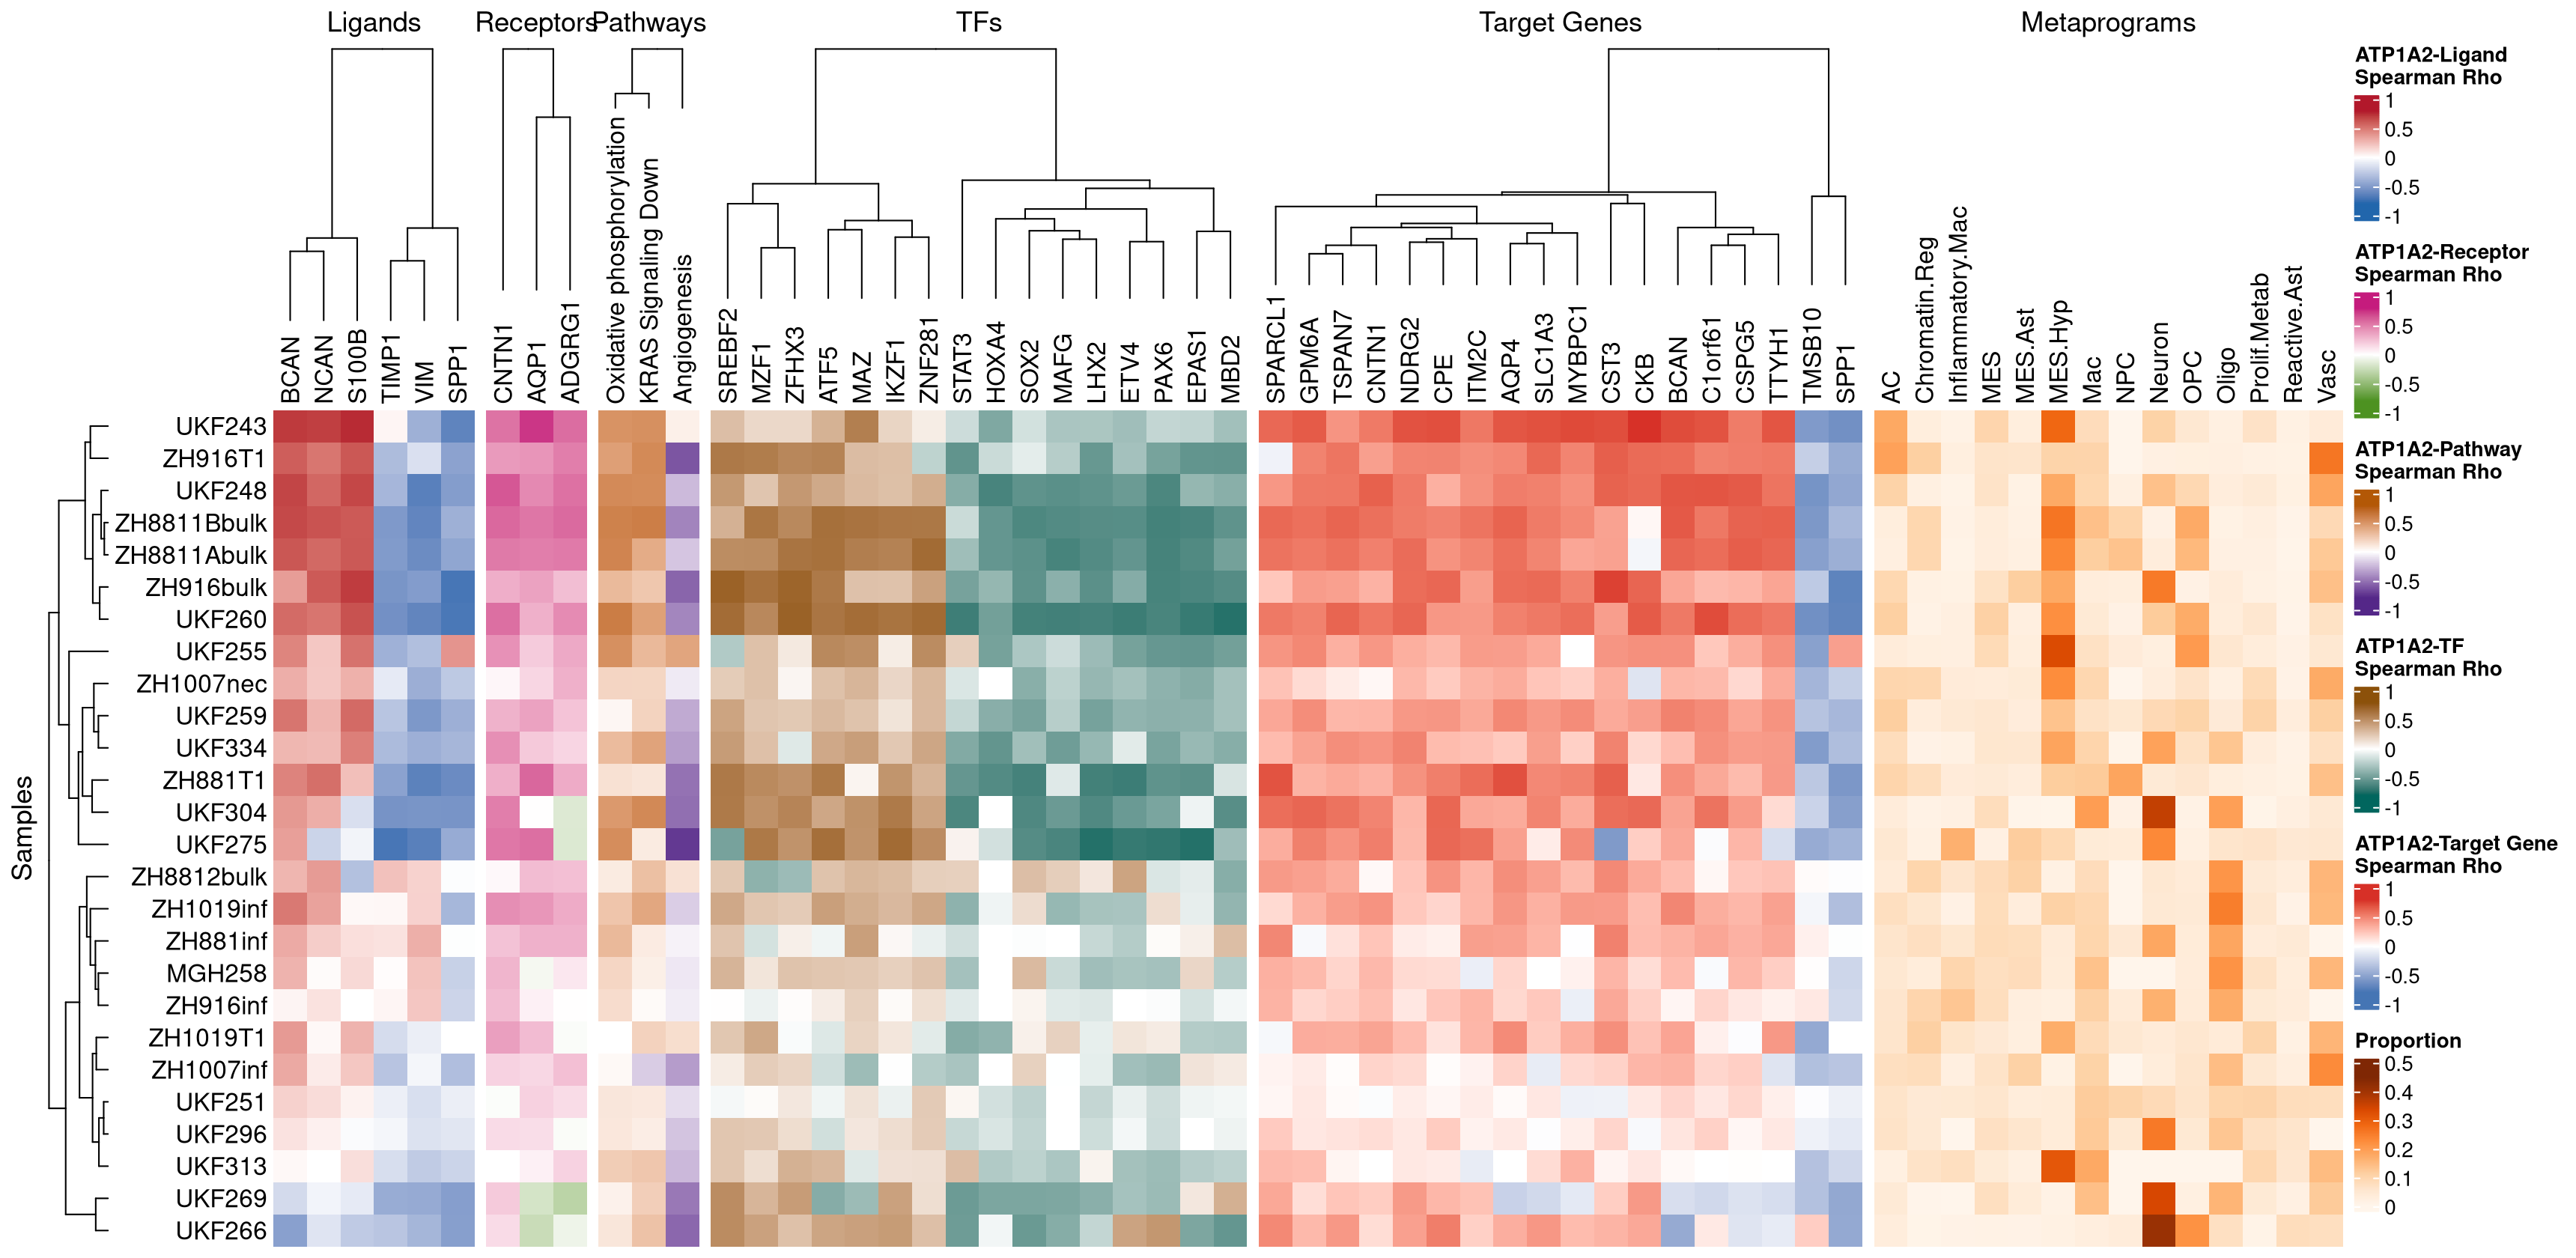 Ligands
Receptors
Pathways
TFs
Target Genes
Metaprograms
BCAN
NCAN
S100B
TIMP1
VIM
SPP1
CNTN1
AQP1
ADGRG1
Oxidative phosphorylation
KRAS Signaling Down
Angiogenesis
SREBF2
MZF1
ZFHX3
ATF5
MAZ
IKZF1
ZNF281
STAT3
HOXA4
SOX2
MAFG
LHX2
ETV4
PAX6
EPAS1
MBD2
SPARCL1
GPM6A
TSPAN7
CNTN1
NDRG2
CPE
ITM2C
AQP4
SLC1A3
MYBPC1
CST3
CKB
BCAN
C1orf61
CSPG5
TTYH1
TMSB10
SPP1
AC
Chromatin.Reg
Inflammatory.Mac
MES
MES.Ast
MES.Hyp
Mac
NPC
Neuron
OPC
Oligo
Prolif.Metab
Reactive.Ast
Vasc
Samples
UKF243
ZH916T1
UKF248
ZH8811Bbulk
ZH8811Abulk
ZH916bulk
UKF260
UKF255
ZH1007nec
UKF259
UKF334
ZH881T1
UKF304
UKF275
ZH8812bulk
ZH1019inf
ZH881inf
MGH258
ZH916inf
ZH1019T1
ZH1007inf
UKF251
UKF296
UKF313
UKF269
UKF266
ATP1A2-Ligand
Spearman Rho
1
0.5
0
-0.5
-1
ATP1A2-Receptor
Spearman Rho
1
0.5
0
-0.5
-1
ATP1A2-Pathway
Spearman Rho
1
0.5
0
-0.5
-1
ATP1A2-TF
Spearman Rho
1
0.5
0
-0.5
-1
ATP1A2-Target Gene
Spearman Rho
1
0.5
0
-0.5
-1
Proportion
0.5
0.4
0.3
0.2
0.1
0